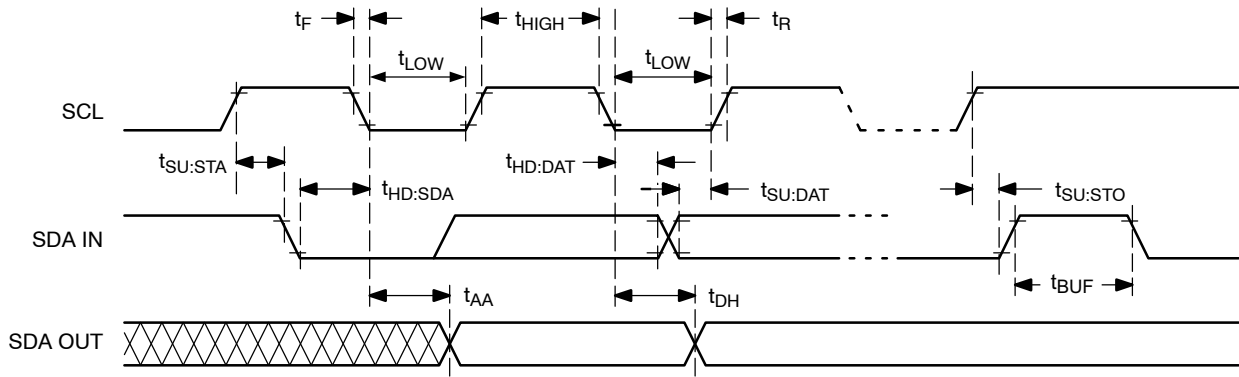 tF
tHIGH
tR
tLOW
tLOW
SCL
tSU:STA
tHD:SDA
tHD:DAT
tSU:DAT
tSU:STO
SDA IN
tAA
tDH
tBUF
SDA OUT